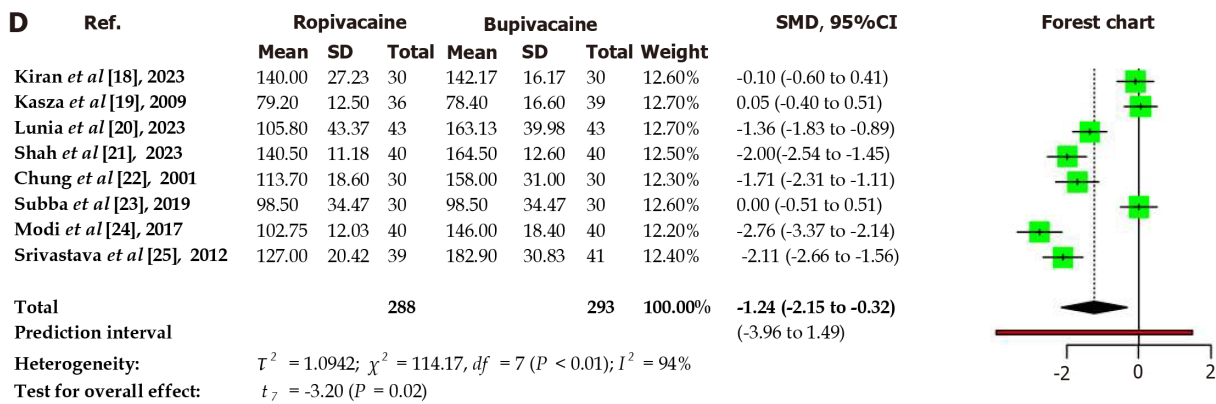 D Ref. Ropivacaine Bupivacaine SMD, 95%CI Forest chart
Mean SD Total Mean SD Total Weight
Kiran et al [18], 2023 140.00 27.23 30 142.17 16.17 30 12.60% -0.10 (-0.60 to 0.41)
Kasza et al [19], 2009 79.20 12.50 36 78.40 16.60 39 12.70% 0.05 (-0.40 to 0.51)
Lunia et al [20], 2023 105.80 43.37 43 163.13 39.98 43 12.70% -1.36 (-1.83 to -0.89)
Shah et al [21], 2023 140.50 11.18 40 164.50 12.60 40 12.50% -2.00(-2.54 to -1.45)
Chung et al [22], 2001 113.70 18.60 30 158.00 31.00 30 12.30% -1.71 (-2.31 to -1.11)
Subba et al [23], 2019 98.50 34.47 30 98.50 34.47 30 12.60% 0.00 (-0.51 to 0.51)
Modi et al [24], 2017 102.75 12.03 40 146.00 18.40 40 12.20% -2.76 (-3.37 to -2.14)
Srivastava et al [25], 2012 127.00 20.42 39 182.90 30.83 41 12.40% -2.11 (-2.66 to -1.56)
Total 288 293 100.00% -1.24 (-2.15 to -0.32)
Prediction interval (-3.96 to 1.49)
Heterogeneity: τ² = 1.0942; χ² = 114.17, df = 7 (P < 0.01); I² = 94%
-2 0 2
Test for overall effect: t₇ = -3.20 (P = 0.02)